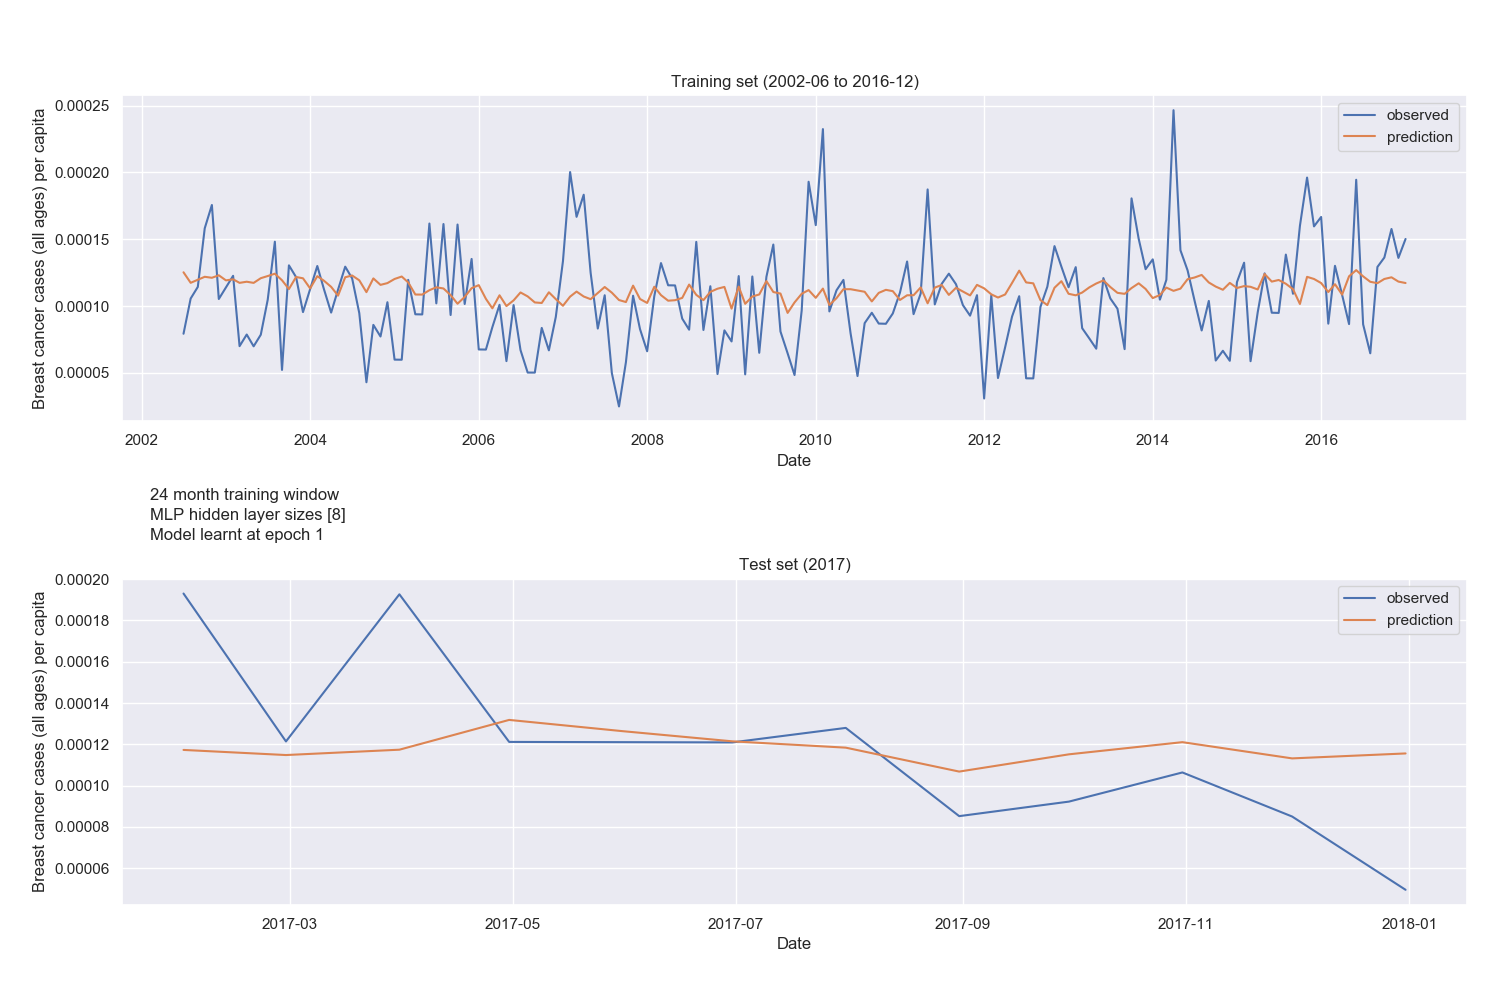 Training set (2002-06 to 2016-12)
Breast cancer cases (all ages) per capita
0.00025
0.00020
0.00015
0.00010
0.00005
observed
prediction
2002 2004 2006 2008 2010 2012 2014 2016
Date
24 month training window
MLP hidden layer sizes [8]
Model learnt at epoch 1
Test set (2017)
Breast cancer cases (all ages) per capita
0.00020
0.00018
0.00016
0.00014
0.00012
0.00010
0.00008
0.00006
observed
prediction
2017-03 2017-05 2017-07 2017-09 2017-11 2018-01
Date